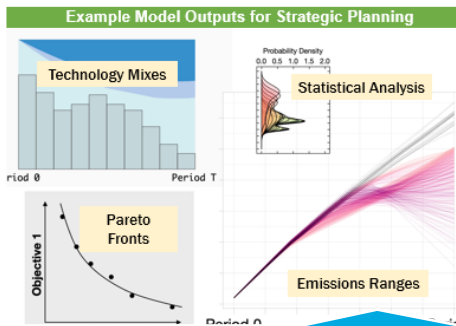 Example Model Outputs for Strategic Planning
Technology Mixes
riod 0
Period T
Probability Density
0.0 0.5 1.0 1.5 2.0
Statistical Analysis
Objective 1
Pareto
Fronts
Emissions Ranges
Period 0